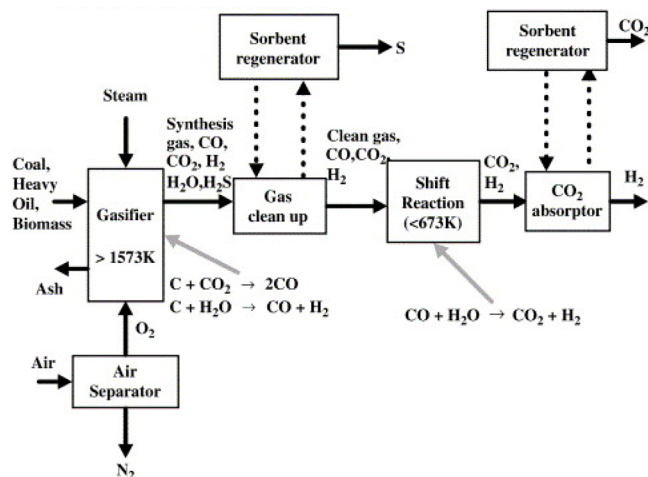 Sorbent
regenerator
S
Sorbent
regenerator
CO2
Steam
Synthesis
gas, CO,
CO2, H2
H2O,H2S
Clean gas,
CO,CO2,
H2
Coal,
Heavy
Oil,
Biomass
Gasifier
> 1573K
Gas
clean up
Shift
Reaction
(<673K)
CO2,
H2
CO2
absorptor
H2
Ash
C + CO2 → 2CO
C + H2O → CO + H2
CO + H2O → CO2 + H2
O2
Air
Air
Separator
N2